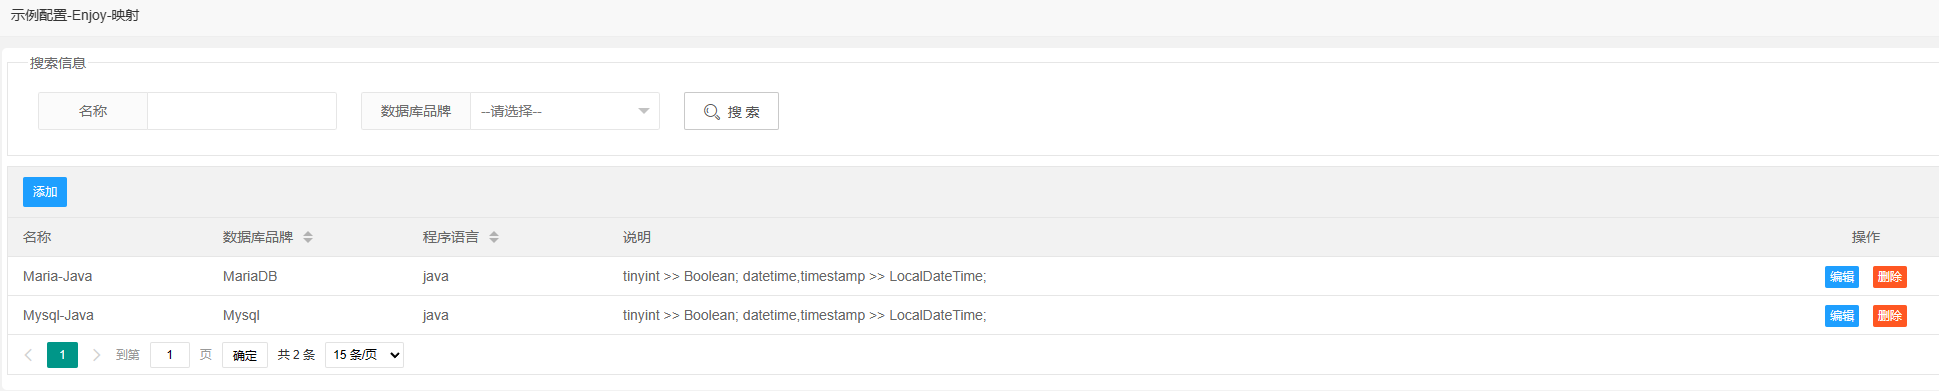 示例配置-Enjoy-映射
搜索信息
名称
数据库品牌 --请选择-- 搜 索
添加
名称 数据库品牌 程序语言 说明 操作
Maria-Java MariaDB java tinyint >> Boolean; datetime,timestamp >> LocalDateTime; 编辑 删除
Mysql-Java Mysql java tinyint >> Boolean; datetime,timestamp >> LocalDateTime; 编辑 删除
1 到第 1 页 确定 共 2 条 15 条/页